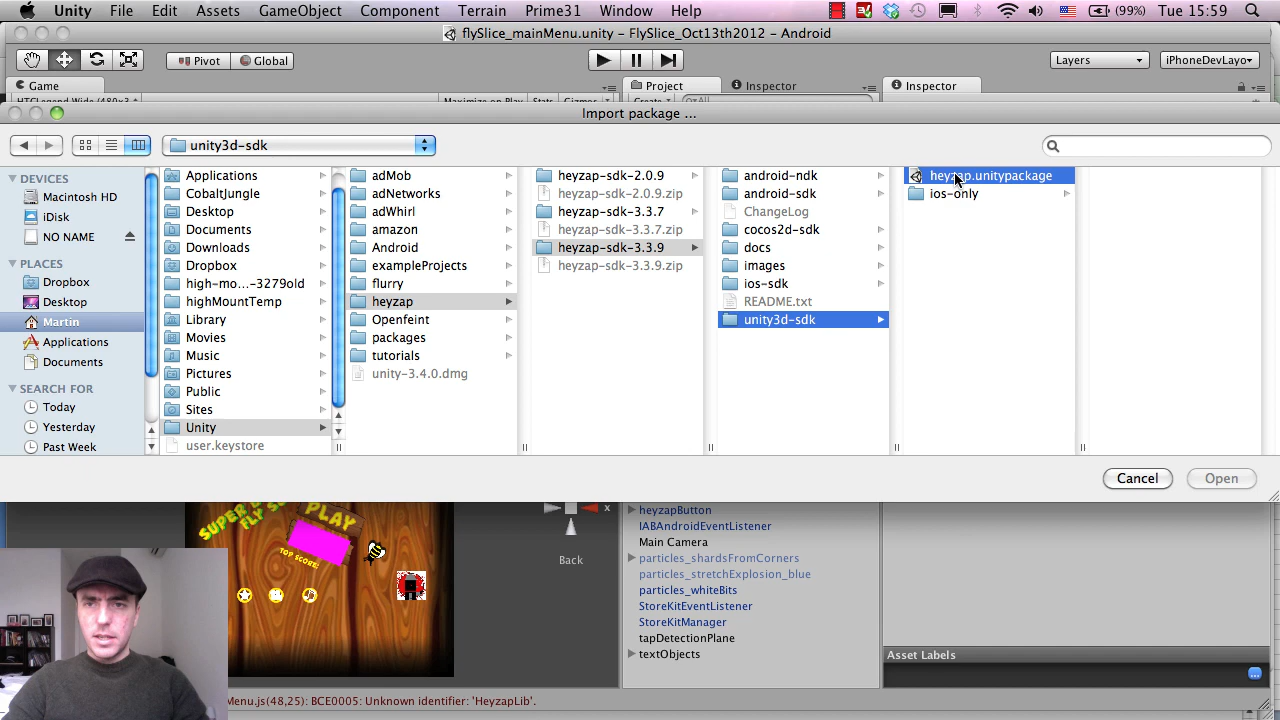 Unity File Edit Assets GameObject Component Terrain Prime31 Window Help (99%) Tue 15:59
flySlice_mainMenu.unity – FlySlice_Oct13th2012 – Android
Pivot Global Layers iPhoneDevLayo
Game Project Inspector Inspector
Maximize on Play Stats Gizmos Create
Import package ...
unity3d-sdk
DEVICES
Macintosh HD
iDisk
NO NAME
PLACES
Dropbox
Desktop
Martin
Applications
Documents
SEARCH FOR
Today
Yesterday
Past Week
Applications
CobaltJungle
Desktop
Documents
Downloads
Dropbox
high-mo...-3279old
highMountTemp
Library
Movies
Music
Pictures
Public
Sites
Unity
user.keystore
adMob
adNetworks
adWhirl
amazon
Android
exampleProjects
flurry
heyzap
Openfeint
packages
tutorials
unity-3.4.0.dmg
heyzap-sdk-2.0.9
heyzap-sdk-2.0.9.zip
heyzap-sdk-3.3.7
heyzap-sdk-3.3.7.zip
heyzap-sdk-3.3.9
heyzap-sdk-3.3.9.zip
android-ndk
android-sdk
ChangeLog
cocos2d-sdk
docs
images
ios-sdk
README.txt
unity3d-sdk
heyzap.unitypackage
ios-only
Cancel Open
PLAY
TOP SCORE:
x
Back
heyzapButton
IABAndroidEventListener
Main Camera
particles_shardsFromCorners
particles_stretchExplosion_blue
particles_whiteBits
StoreKitEventListener
StoreKitManager
tapDetectionPlane
textObjects
Asset Labels
Menu.js(48,25): BCE0005: Unknown identifier: 'HeyzapLib'.